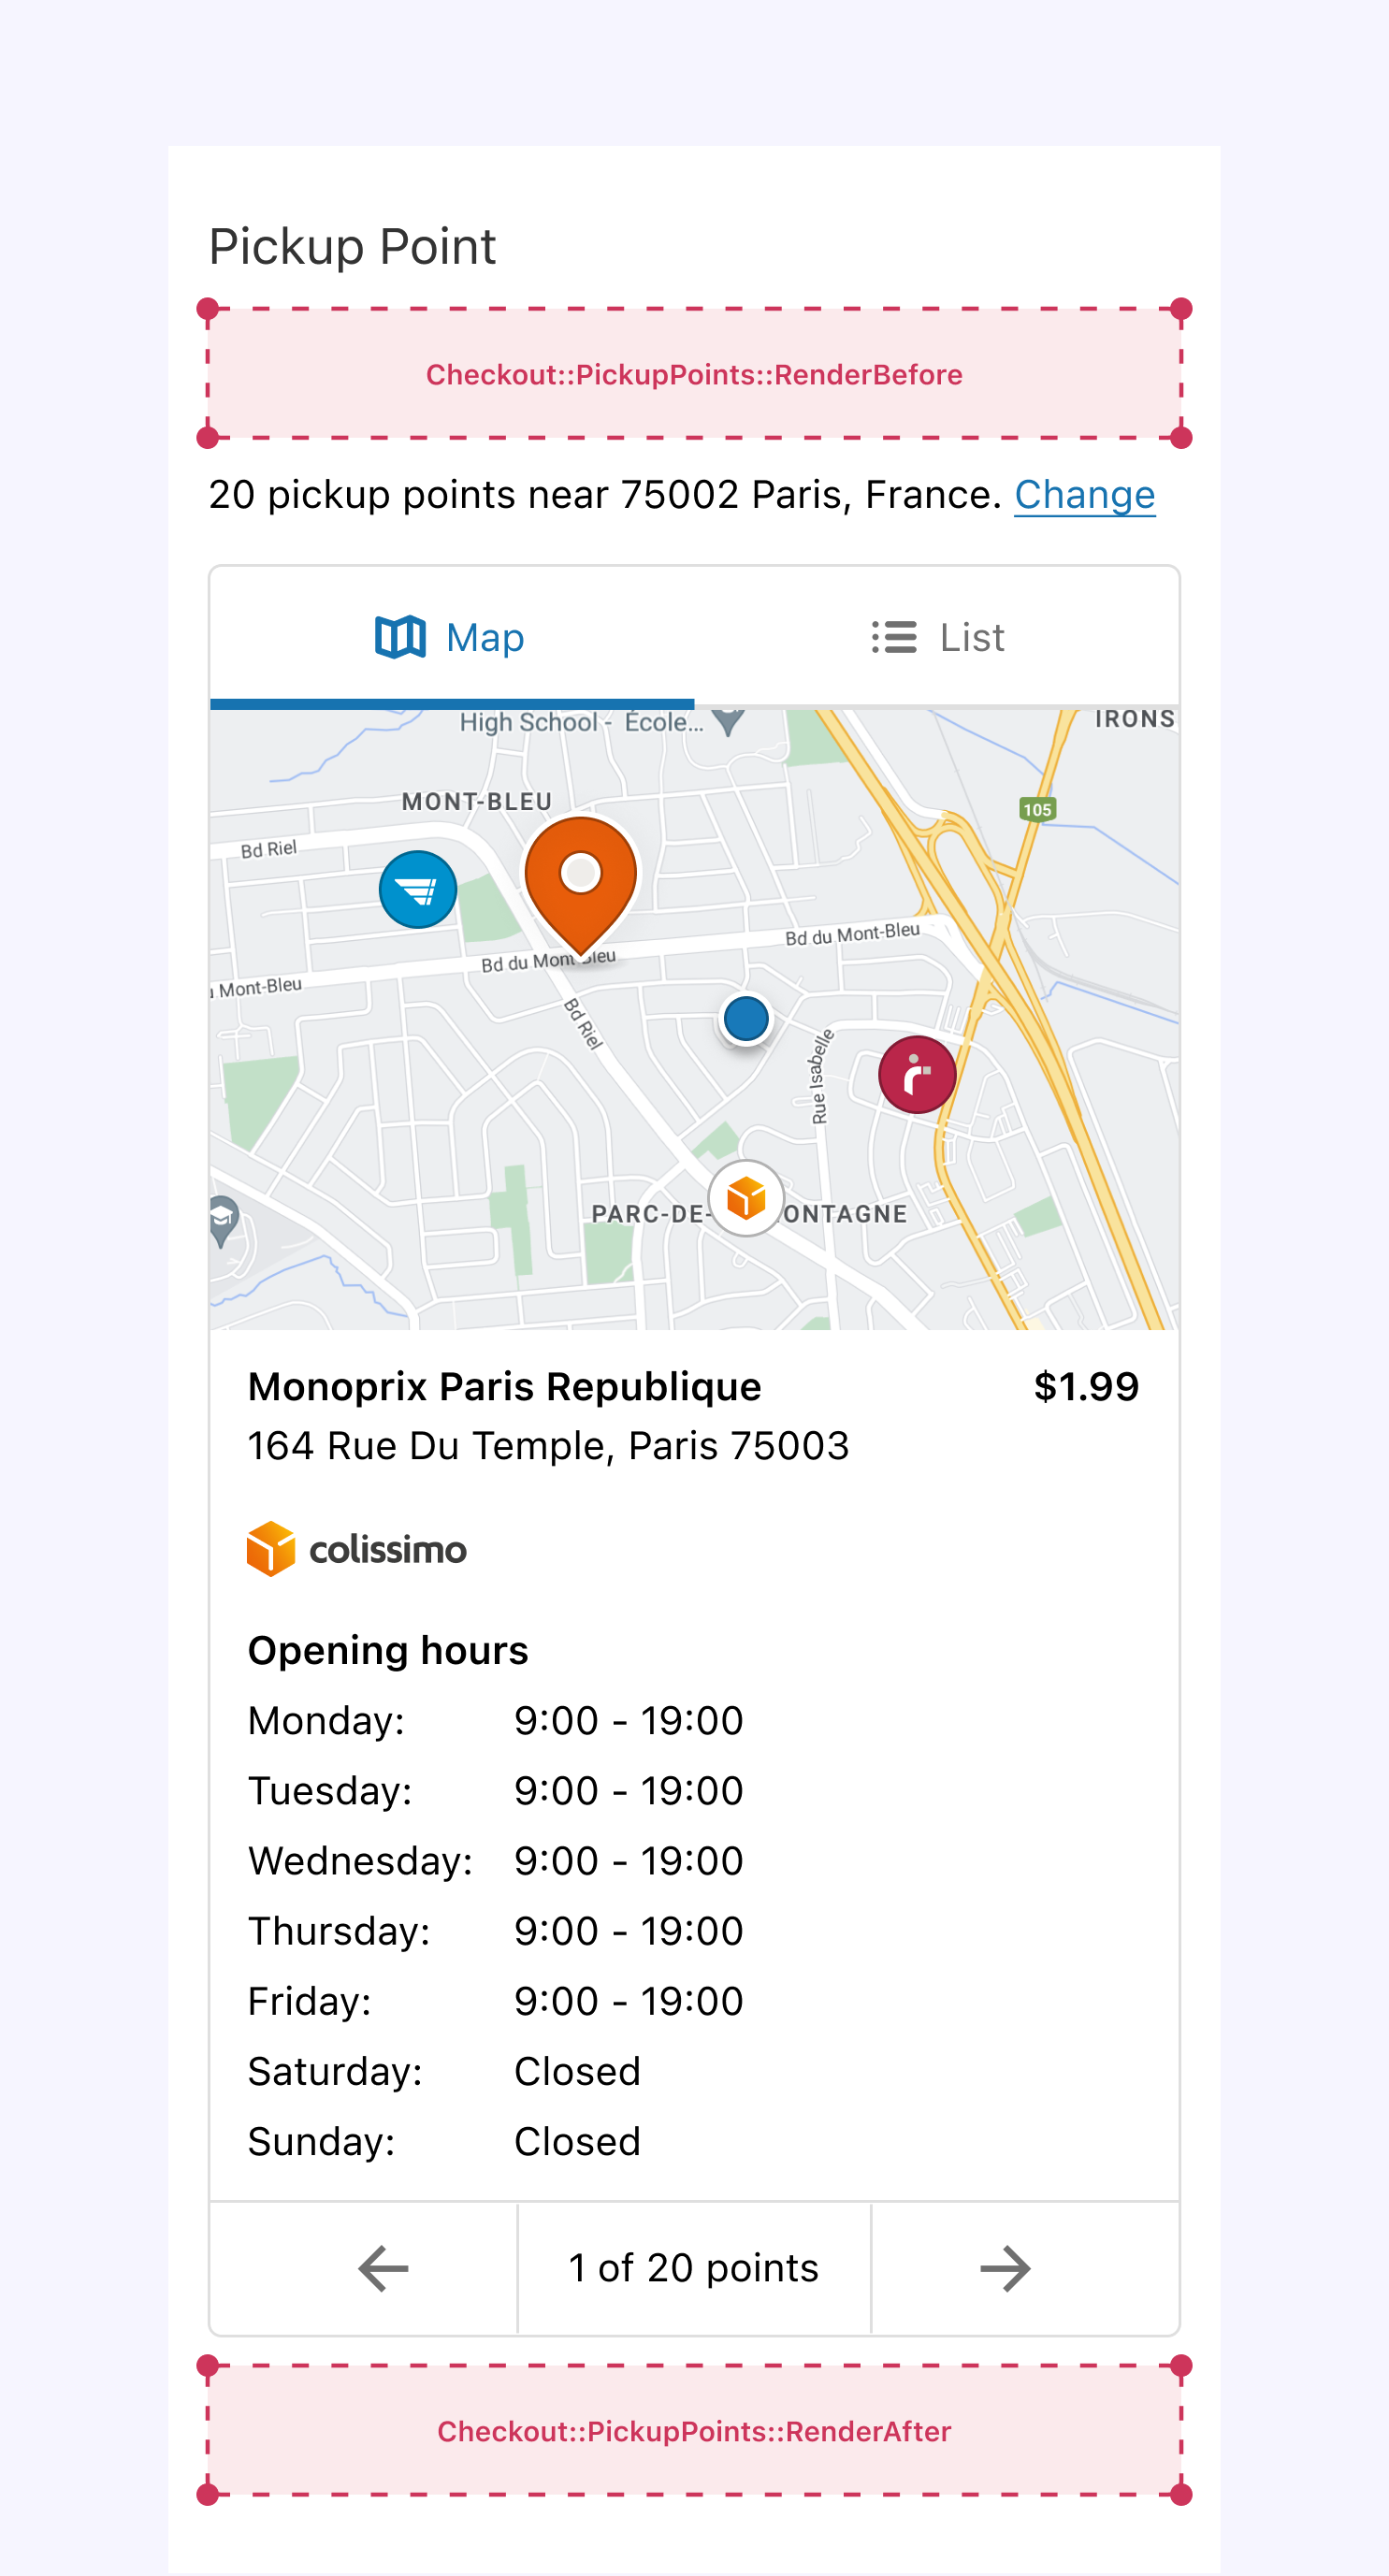 Pickup Point
Checkout::PickupPoints::RenderBefore
20 pickup points near 75002 Paris, France. Change
Map
List
High School - École...
IRONS
MONT-BLEU
105
Bd Riel
Bd du Mont-Bleu
Bd du Mont-Bleu
Mont-Bleu
Bd Riel
Rue Isabelle
PARC-DE- ONTAGNE
Monoprix Paris Republique $1.99
164 Rue Du Temple, Paris 75003
colissimo
Opening hours
Monday: 9:00 - 19:00
Tuesday: 9:00 - 19:00
Wednesday: 9:00 - 19:00
Thursday: 9:00 - 19:00
Friday: 9:00 - 19:00
Saturday: Closed
Sunday: Closed
1 of 20 points
Checkout::PickupPoints::RenderAfter